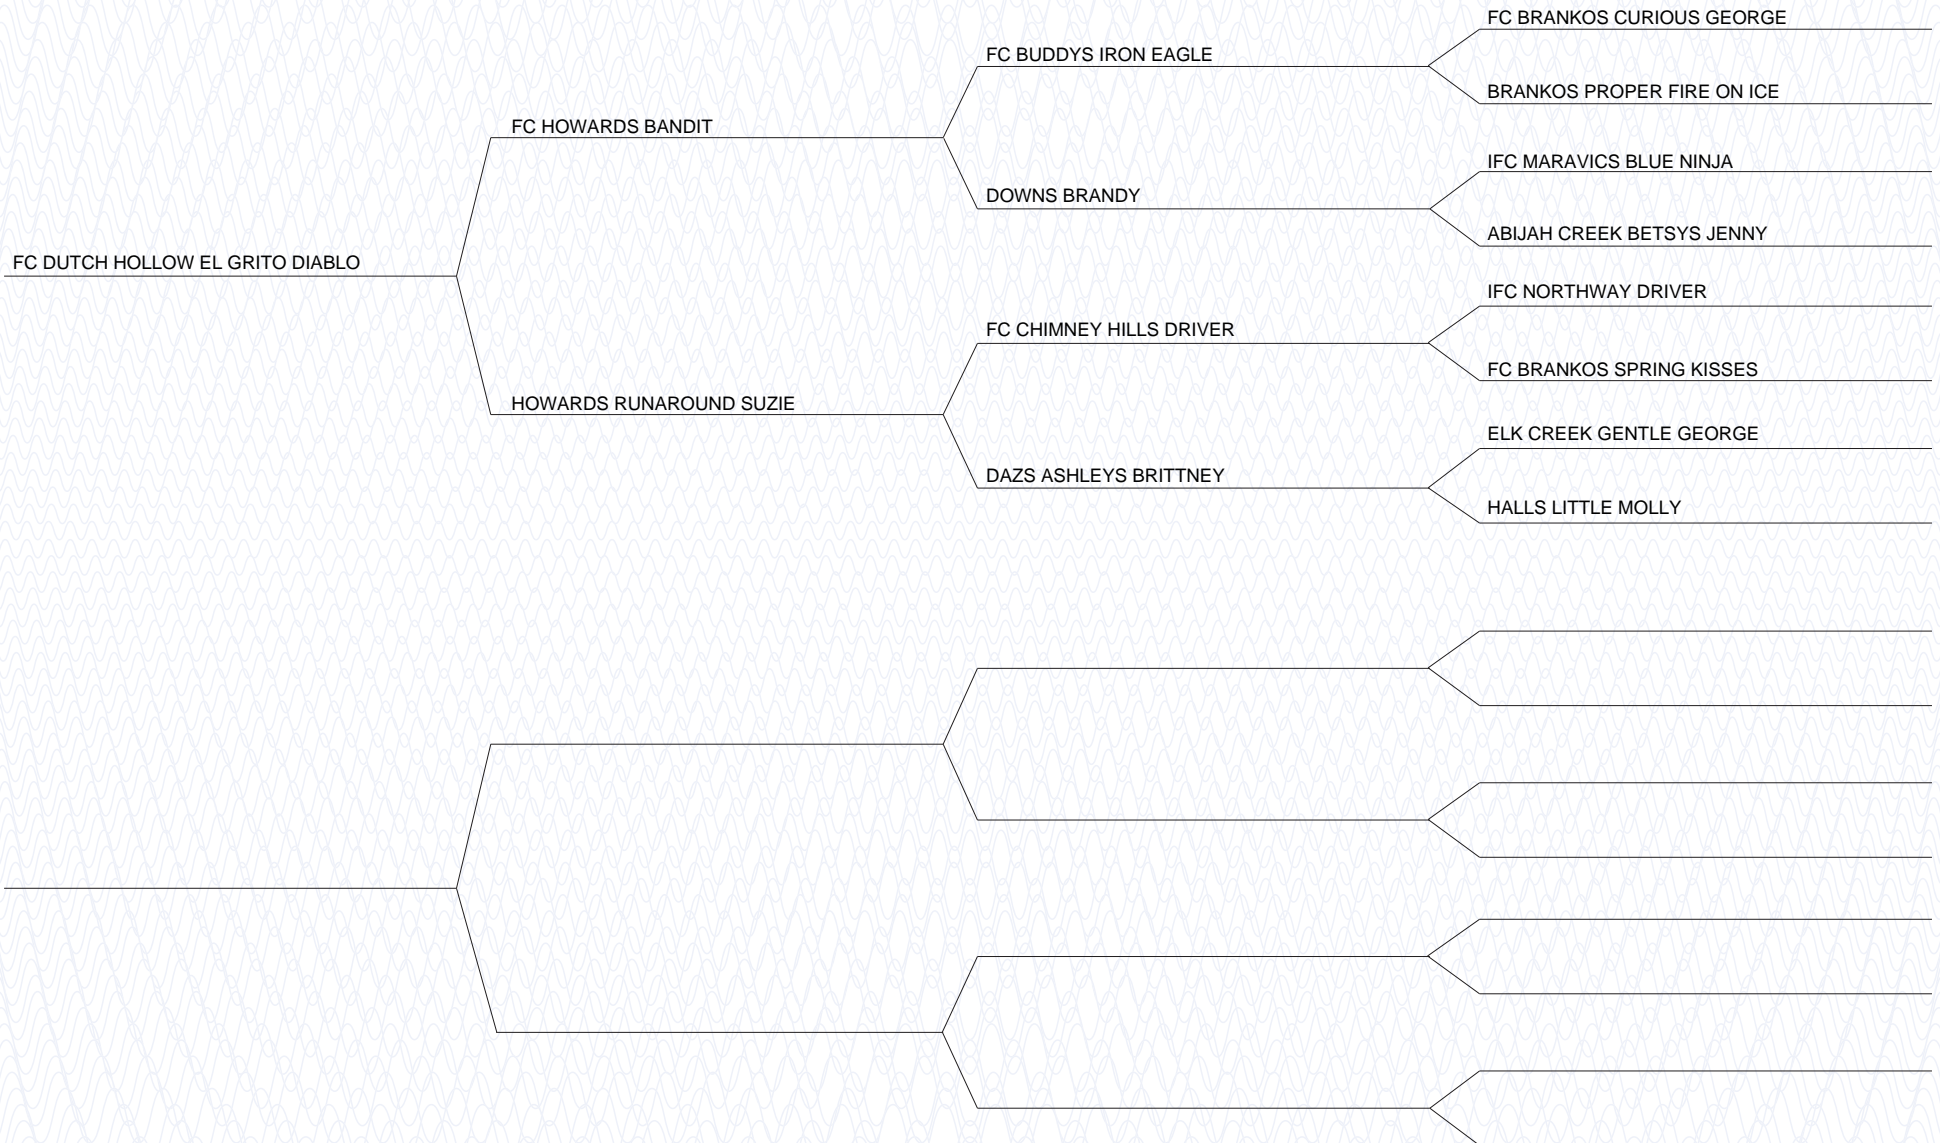 FC BRANKOS CURIOUS GEORGE
FC BUDDYS IRON EAGLE
BRANKOS PROPER FIRE ON ICE
FC HOWARDS BANDIT
IFC MARAVICS BLUE NINJA
DOWNS BRANDY
ABIJAH CREEK BETSYS JENNY
FC DUTCH HOLLOW EL GRITO DIABLO
IFC NORTHWAY DRIVER
FC CHIMNEY HILLS DRIVER
FC BRANKOS SPRING KISSES
HOWARDS RUNAROUND SUZIE
ELK CREEK GENTLE GEORGE
DAZS ASHLEYS BRITTNEY
HALLS LITTLE MOLLY